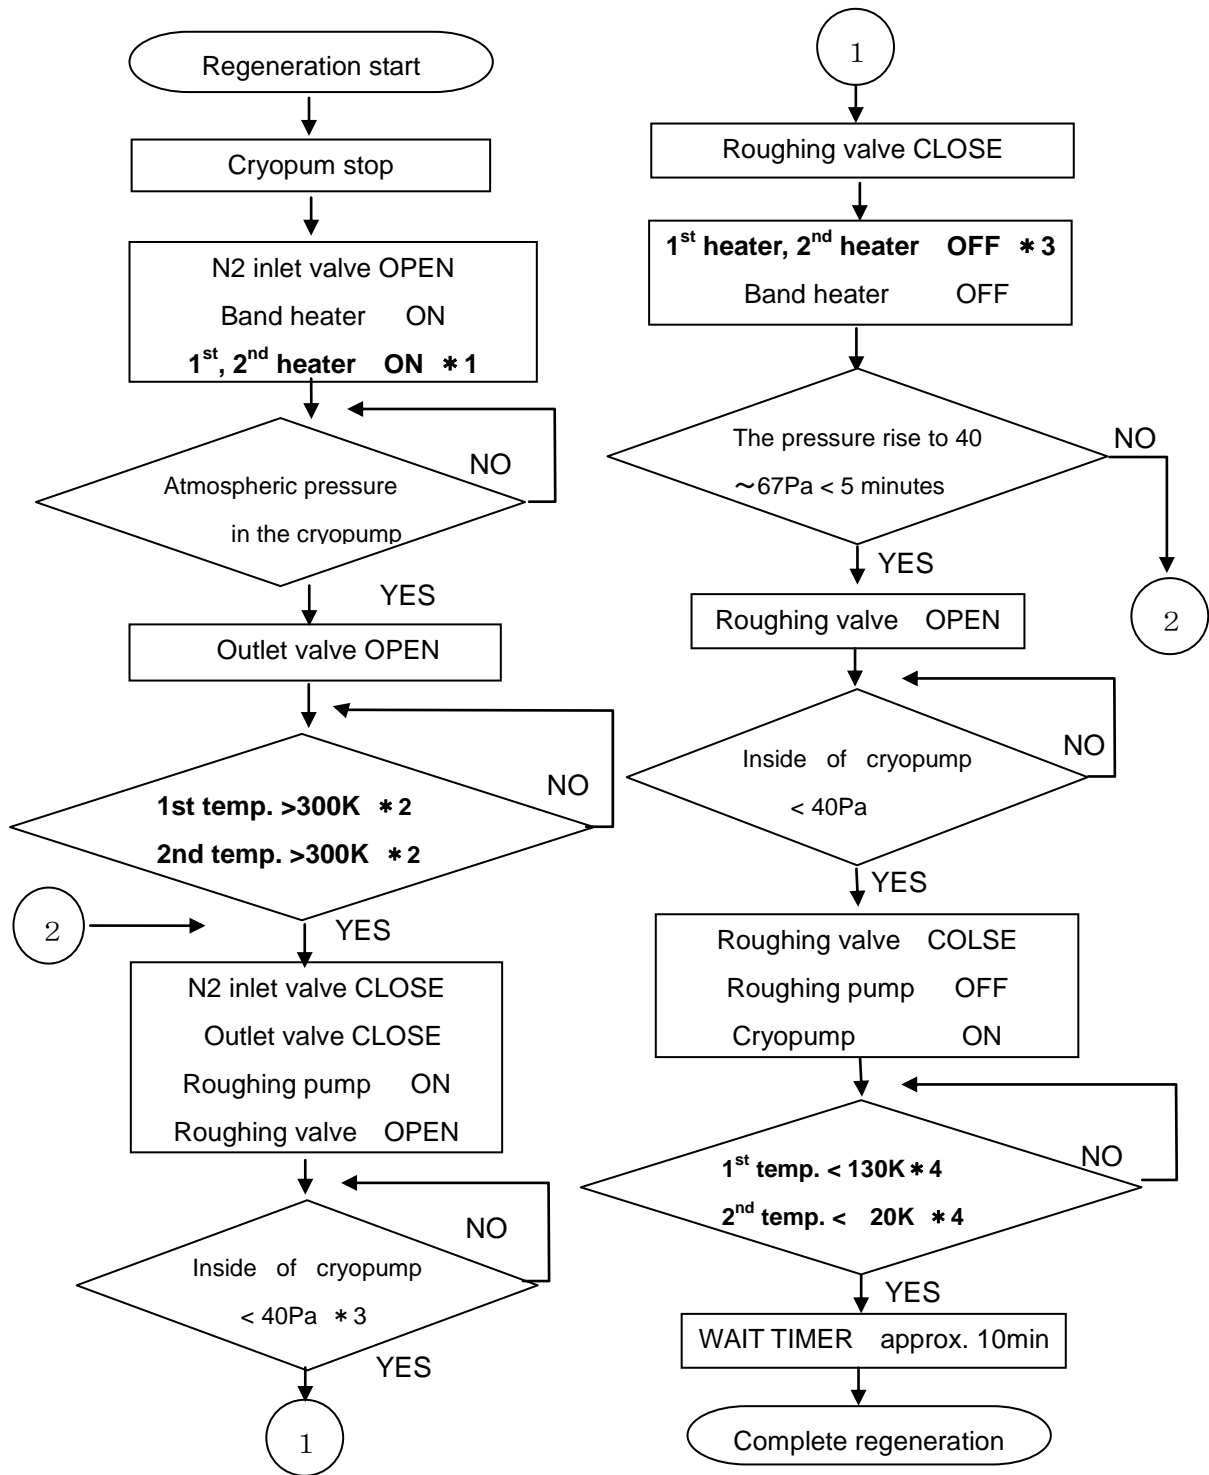 Regeneration start
Cryopum stop
N2 inlet valve OPEN
Band heater ON
1st, 2nd heater ON *1
NO
Atmospheric pressure
in the cryopump
YES
Outlet valve OPEN
NO
1st temp. >300K *2
2nd temp. >300K *2
2
YES
N2 inlet valve CLOSE
Outlet valve CLOSE
Roughing pump ON
Roughing valve OPEN
NO
Inside of cryopump
< 40Pa *3
YES
1
1
Roughing valve CLOSE
1st heater, 2nd heater OFF *3
Band heater OFF
NO
The pressure rise to 40
~67Pa < 5 minutes
YES
2
Roughing valve OPEN
NO
Inside of cryopump
< 40Pa
YES
Roughing valve COLSE
Roughing pump OFF
Cryopump ON
NO
1st temp. < 130K *4
2nd temp. < 20K *4
YES
WAIT TIMER approx. 10min
Complete regeneration